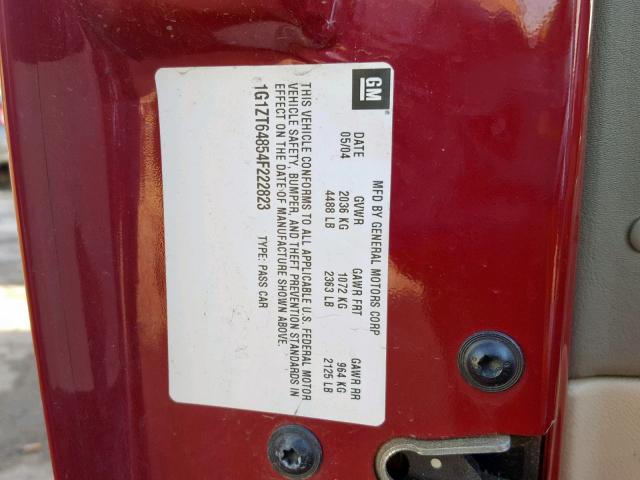 GM
MFD BY GENERAL MOTORS CORP
DATE GVWR GAWR FRT GAWR RR
05/04 2036 KG 1072 KG 964 KG
4488 LB 2363 LB 2125 LB
THIS VEHICLE CONFORMS TO ALL APPLICABLE U.S. FEDERAL MOTOR
VEHICLE SAFETY, BUMPER, AND THEFT PREVENTION STANDARDS IN
EFFECT ON THE DATE OF MANUFACTURE SHOWN ABOVE.
1G1ZT64854F222823 TYPE: PASS CAR